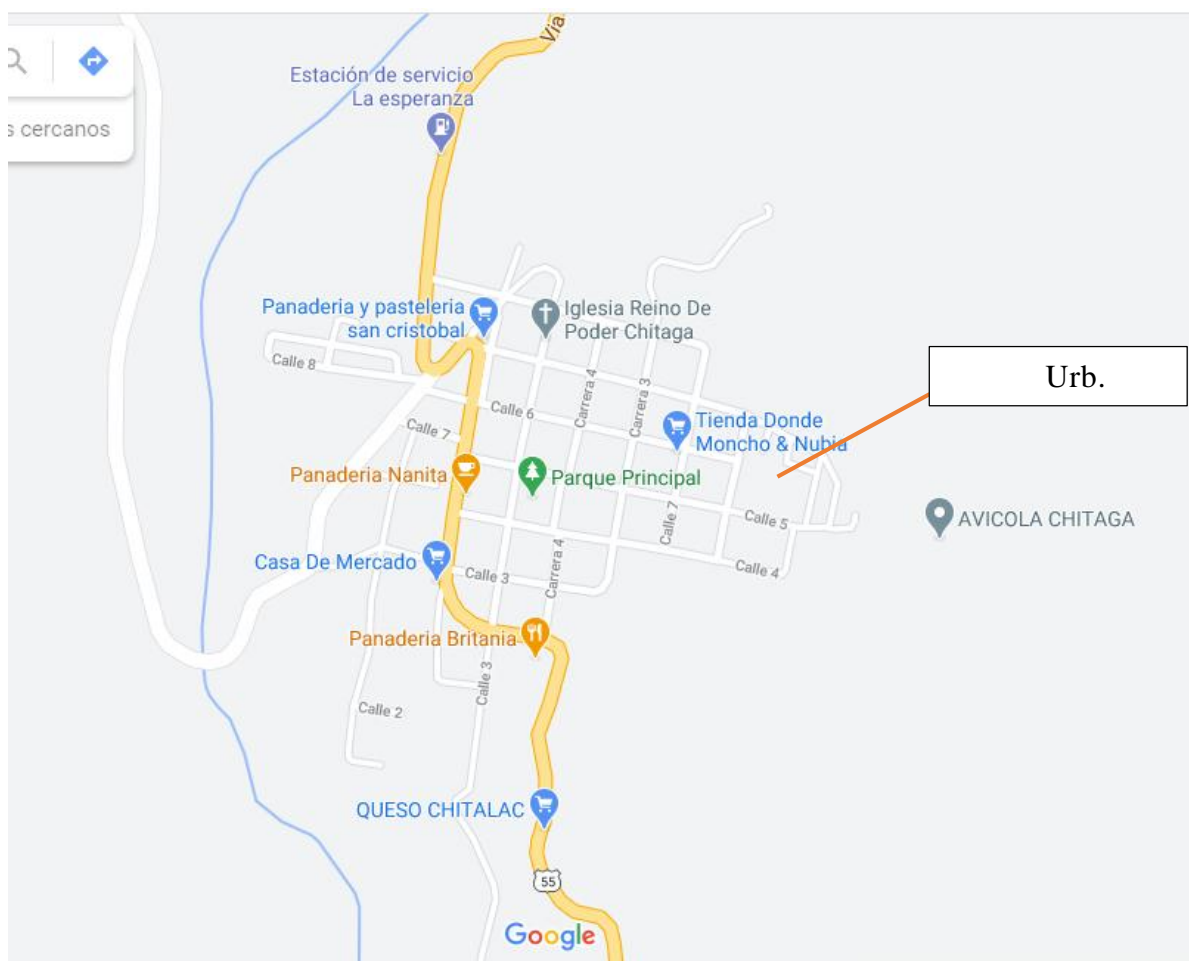 Via
Estación de servicio
La esperanza
s cercanos
Panaderia y pasteleria
san cristobal
Iglesia Reino De
Poder Chitaga
Calle 8
Urb.
Carrera 4
Carrera 3
Calle 6
Tienda Donde
Moncho & Nubia
Calle 7
Panaderia Nanita
Parque Principal
Calle 7
Calle 5
AVICOLA CHITAGA
Casa De Mercado
Calle 3
Carrera 4
Calle 4
Panaderia Britania
Calle 3
Calle 2
QUESO CHITALAC
55
Google